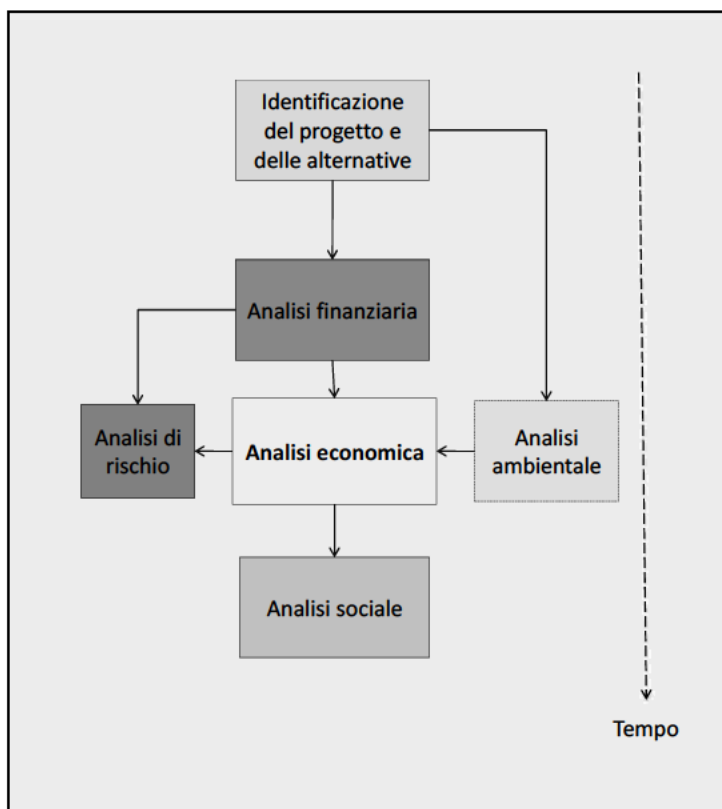 Identificazione
del progetto e
delle alternative
Analisi finanziaria
Analisi di
rischio
Analisi economica
Analisi
ambientale
Analisi sociale
Tempo